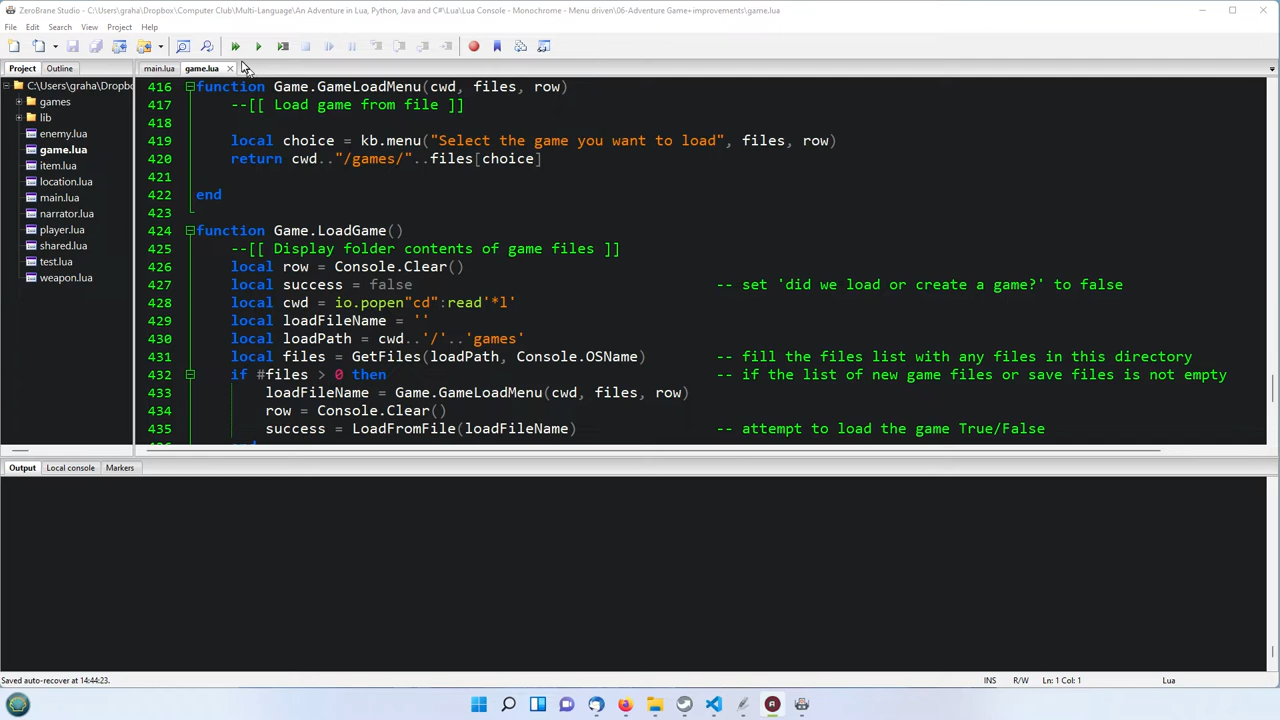 ZeroBrane Studio - C:\Users\graha\Dropbox\Computer Club\Multi-Language\An Adventure in Lua, Python, Java and C#\Lua\Lua Console - Monochrome - Menu driven\06-Adventure Game+improvements\game.lua
File Edit Search View Project Help
Project Outline
main.lua game.lua
C:\Users\graha\Dropbo
games
lib
enemy.lua
game.lua
item.lua
location.lua
main.lua
narrator.lua
player.lua
shared.lua
test.lua
weapon.lua
416 function Game.GameLoadMenu(cwd, files, row)
417 --[[ Load game from file ]]
418
419 local choice = kb.menu("Select the game you want to load", files, row)
420 return cwd.."/games/"..files[choice]
421
422 end
423
424 function Game.LoadGame()
425 --[[ Display folder contents of game files ]]
426 local row = Console.Clear()
427 local success = false -- set 'did we load or create a game?' to false
428 local cwd = io.popen"cd":read'*l'
429 local loadFileName = ''
430 local loadPath = cwd..'/'..'games'
431 local files = GetFiles(loadPath, Console.OSName) -- fill the files list with any files in this directory
432 if #files > 0 then -- if the list of new game files or save files is not empty
433 loadFileName = Game.GameLoadMenu(cwd, files, row)
434 row = Console.Clear()
435 success = LoadFromFile(loadFileName) -- attempt to load the game True/False
Output Local console Markers
Saved auto-recover at 14:44:23. INS R/W Ln: 1 Col: 1 Lua